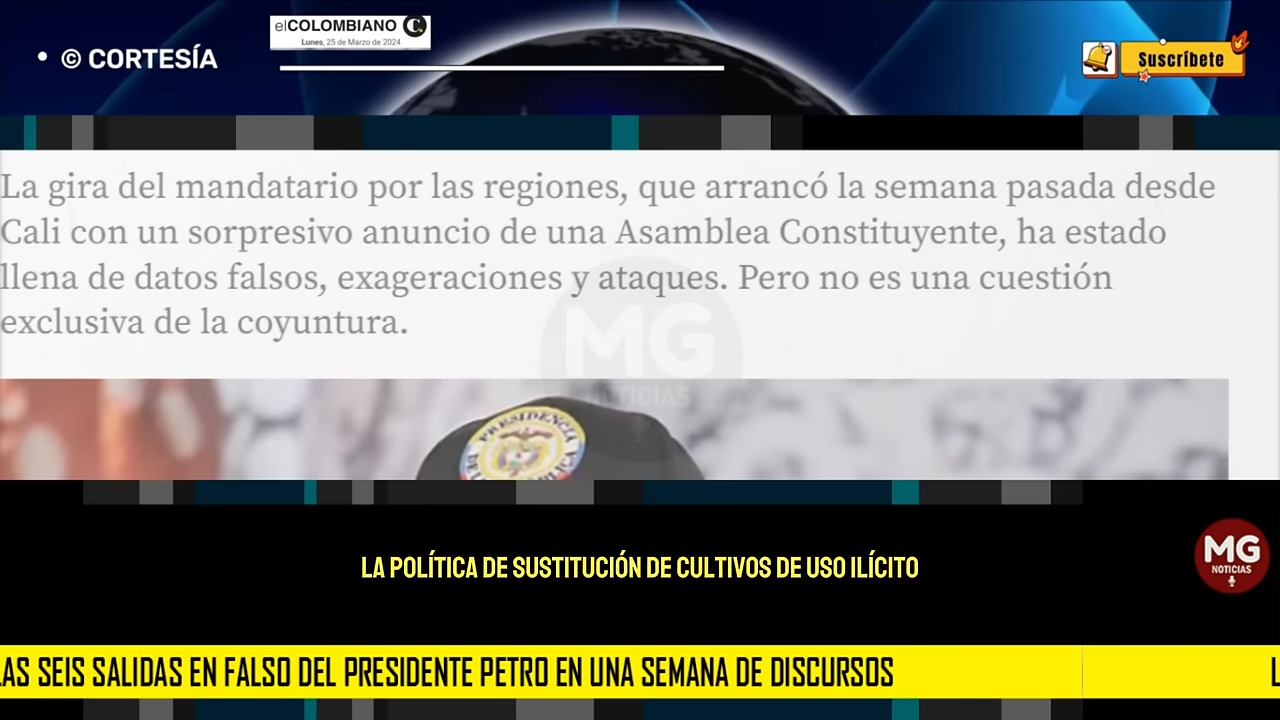 elCOLOMBIANO
Lunes, 25 de Marzo de 2024
• © CORTESÍA
Suscríbete
La gira del mandatario por las regiones, que arrancó la semana pasada desde
Cali con un sorpresivo anuncio de una Asamblea Constituyente, ha estado
llena de datos falsos, exageraciones y ataques. Pero no es una cuestión
exclusiva de la coyuntura.
MG
NOTICIAS
PRESIDENCIA
LA POLÍTICA DE SUSTITUCIÓN DE CULTIVOS DE USO ILÍCITO
MG
NOTICIAS
LAS SEIS SALIDAS EN FALSO DEL PRESIDENTE PETRO EN UNA SEMANA DE DISCURSOS L